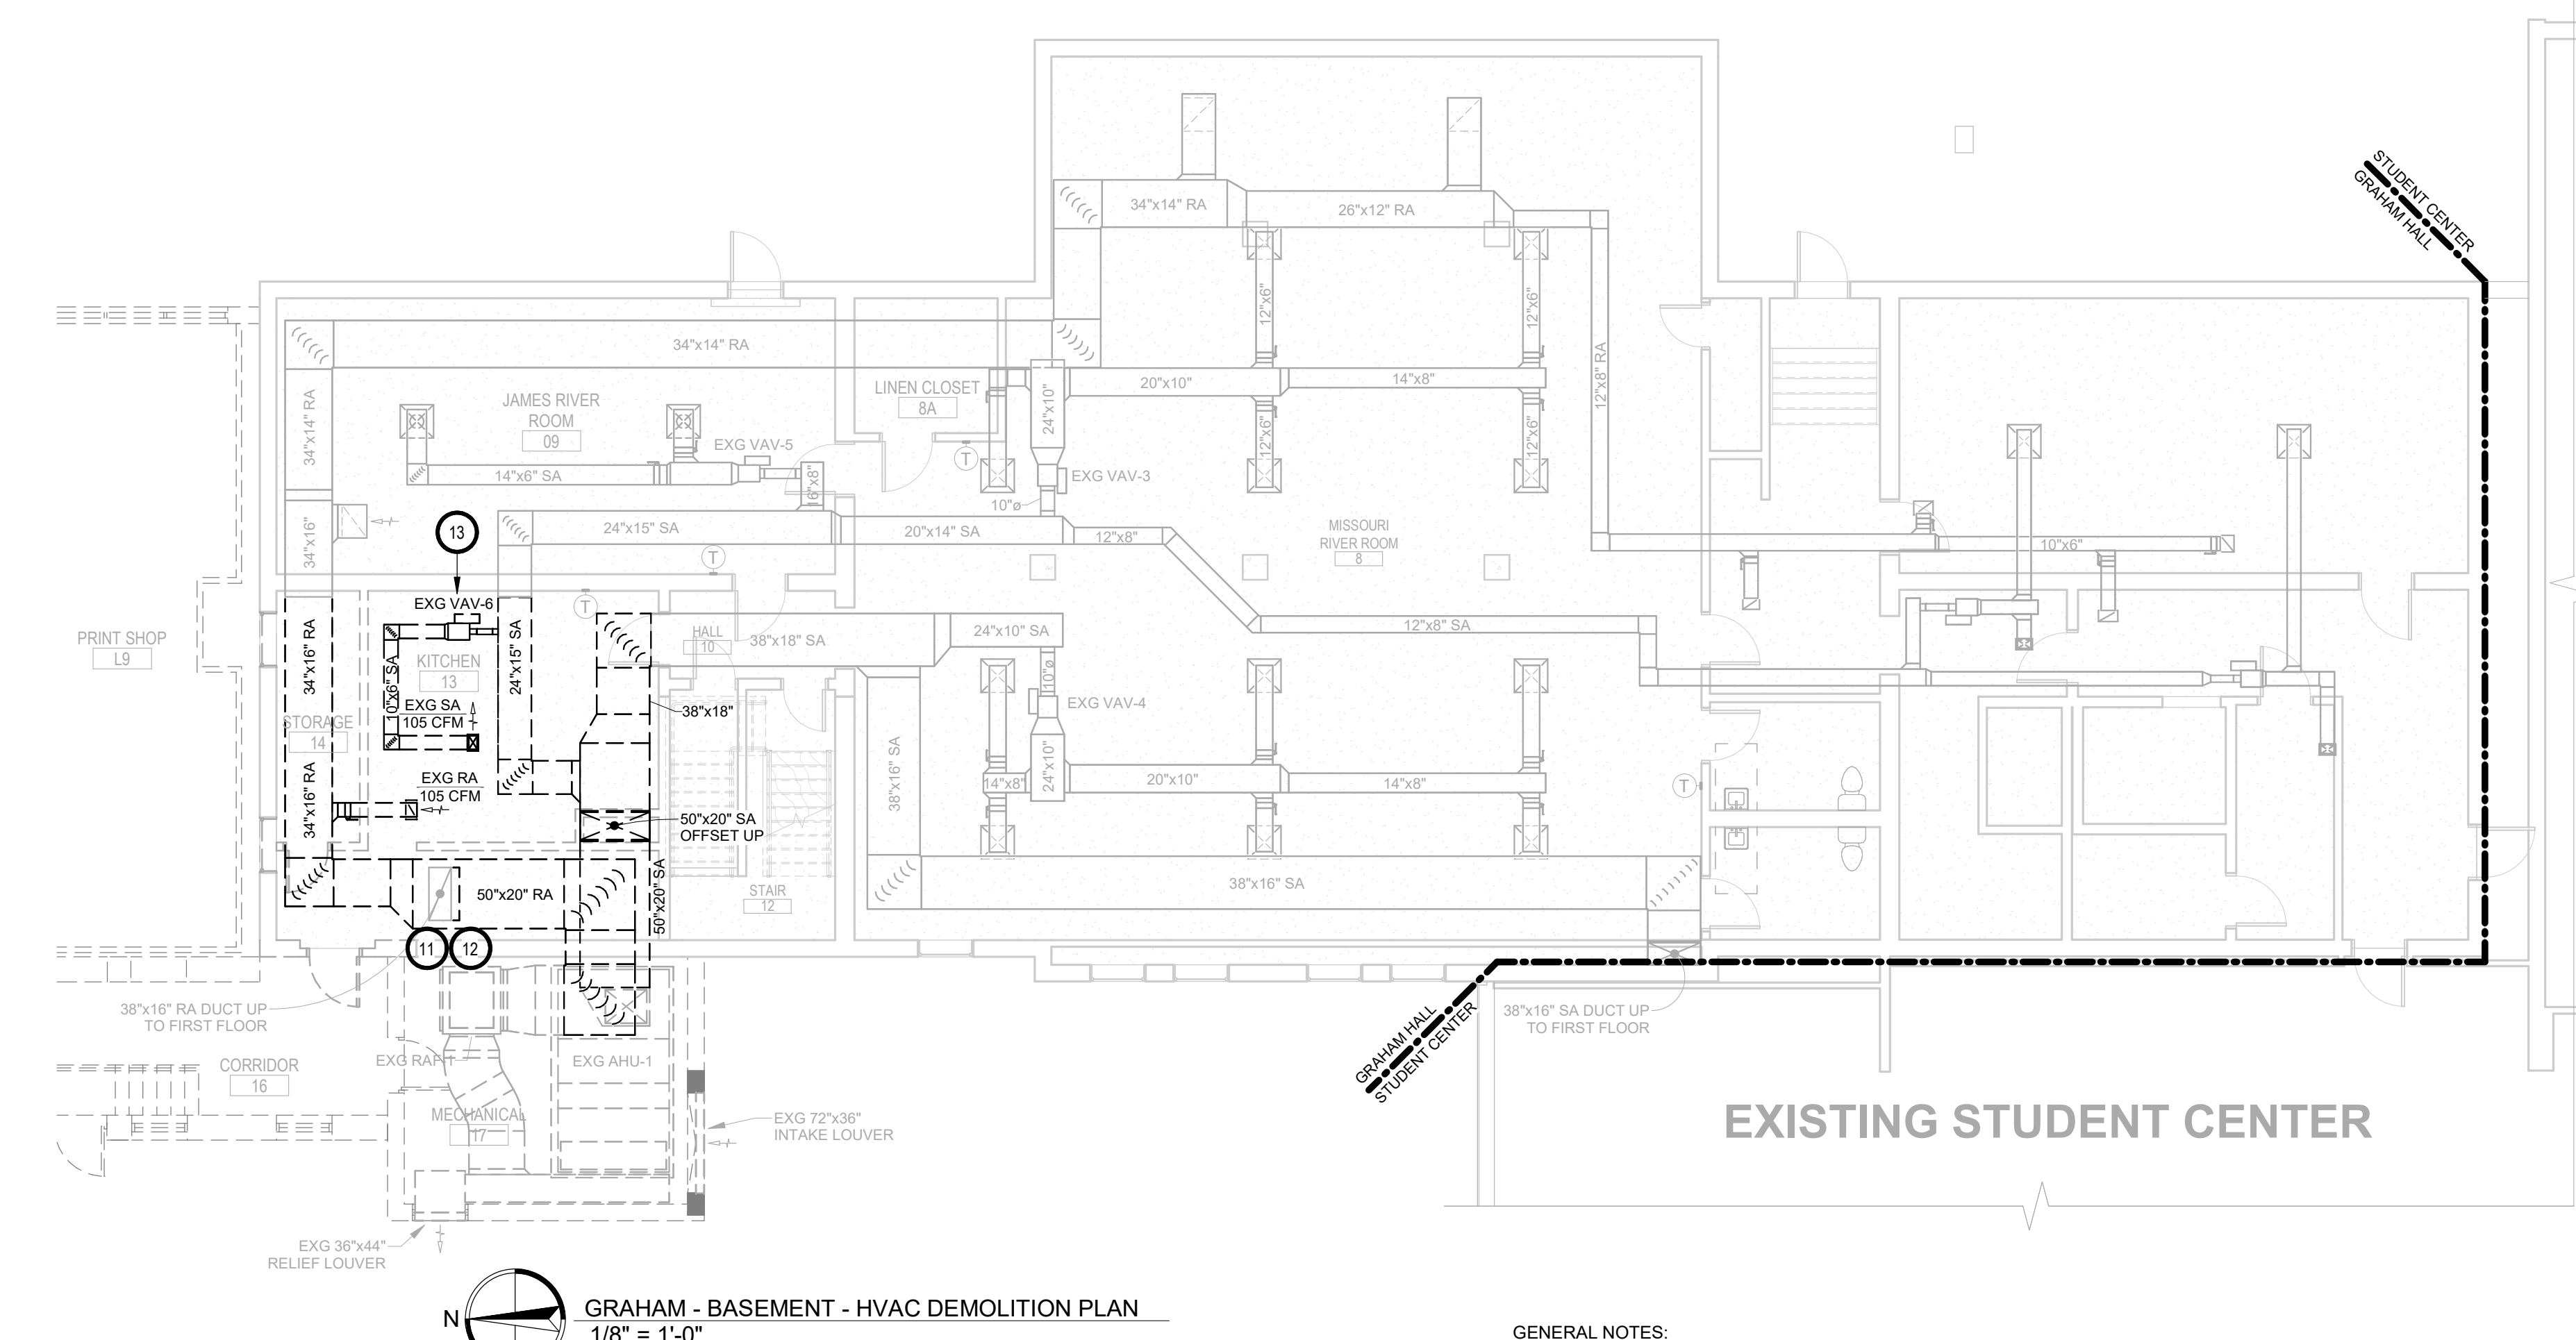 STUDENT CENTER
GRAHAM HALL
34"x14" RA
26"x12" RA
12"x6"
12"x6"
34"x14" RA
12"x8" RA
20"x10"
14"x8"
LINEN CLOSET
8A
24"x10"
JAMES RIVER
ROOM
09
34"x14" RA
12"x6"
12"x6"
EXG VAV-5
14"x6" SA
16"x8"
T
EXG VAV-3
10"ø
13
34"x16"
24"x15" SA
20"x14" SA
12"x8"
MISSOURI
RIVER ROOM
8
10"x6"
T
T
EXG VAV-6
PRINT SHOP
L9
34"x16" RA
10"x6" SA
KITCHEN
13
24"x15" SA
HALL
10
38"x18" SA
24"x10" SA
12"x8" SA
10"ø
EXG VAV-4
EXG SA
105 CFM
38"x18"
STORAGE
14
34"x16" RA
EXG RA
105 CFM
38"x16" SA
14"x8"
24"x10"
20"x10"
14"x8"
T
50"x20" SA
OFFSET UP
50"x20" RA
50"x20" SA
STAIR
12
38"x16" SA
11
12
38"x16" RA DUCT UP
TO FIRST FLOOR
38"x16" SA DUCT UP
TO FIRST FLOOR
GRAHAM HALL
STUDENT CENTER
CORRIDOR
16
EXG RAF-1
EXG AHU-1
MECHANICAL
17
EXG 72"x36"
INTAKE LOUVER
EXISTING STUDENT CENTER
EXG 36"x44"
RELIEF LOUVER
N
GRAHAM - BASEMENT - HVAC DEMOLITION PLAN
1/8" = 1'-0"
GENERAL NOTES: